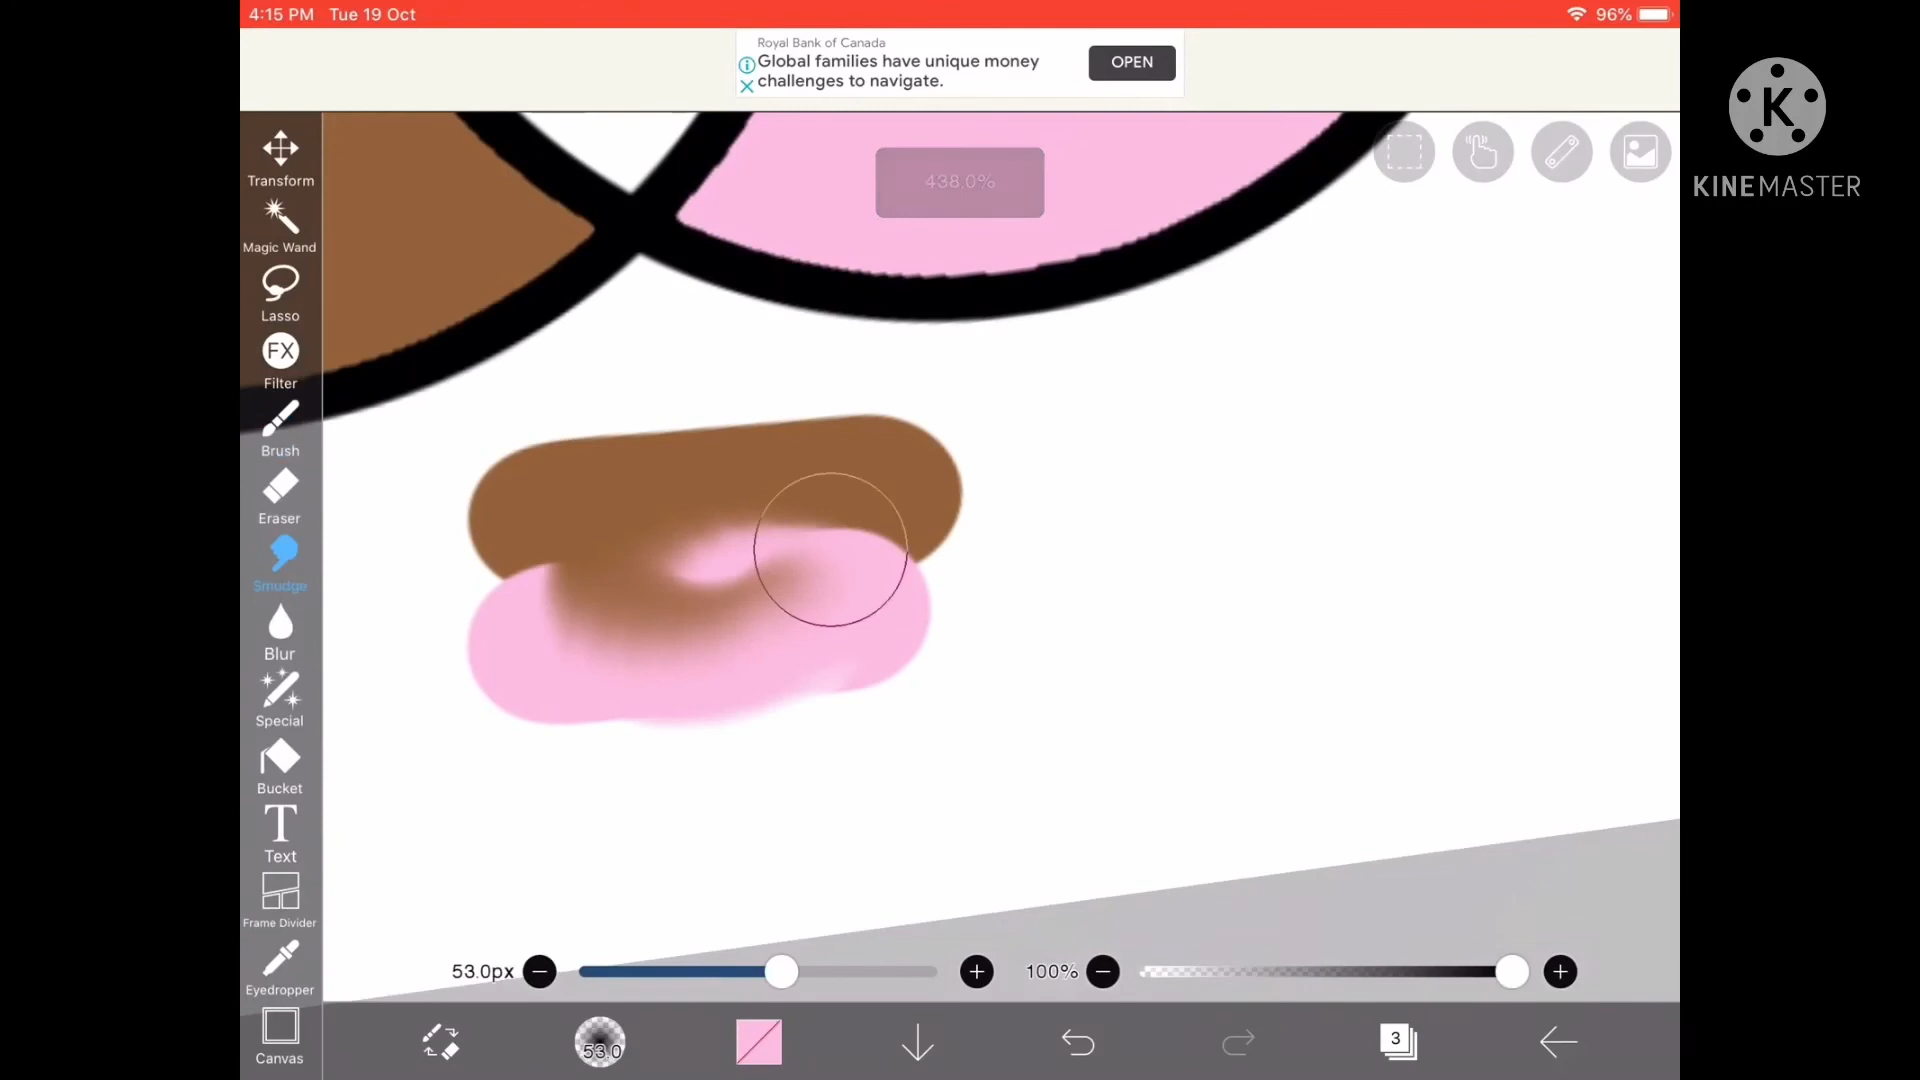 4:15 PM Tue 19 Oct
96%
Royal Bank of Canada
Global families have unique money
challenges to navigate.
OPEN
K
KINEMASTER
438.0%
Transform
Magic Wand
Lasso
FX
Filter
Brush
Eraser
Smudge
Blur
Special
Bucket
T
Text
Frame Divider
Eyedropper
Canvas
53.0px
100%
53.0
3